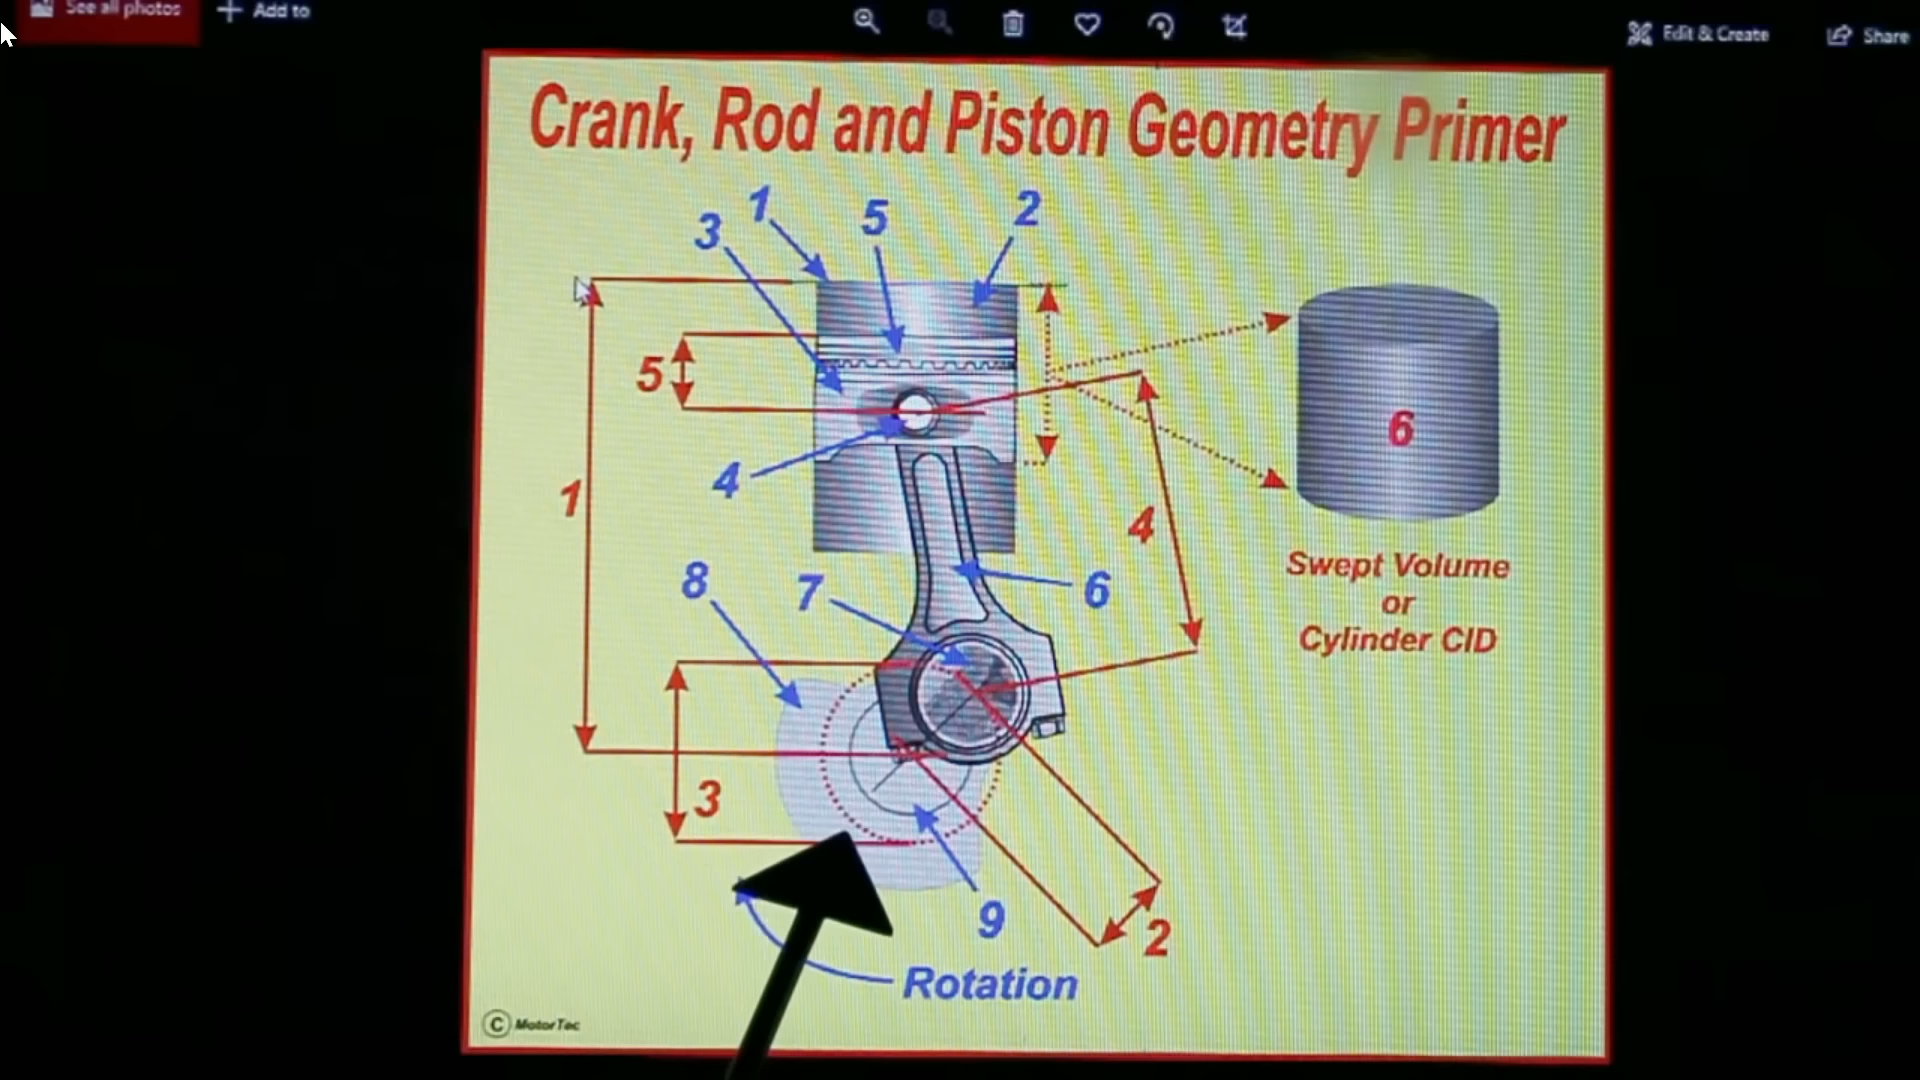 See all photos
Add to
Edit & Create
Share
Crank, Rod and Piston Geometry Primer
1
3
5
2
5
6
4
1
4
Swept Volume
or
Cylinder CID
8
7
6
3
9
2
Rotation
© MotorTec